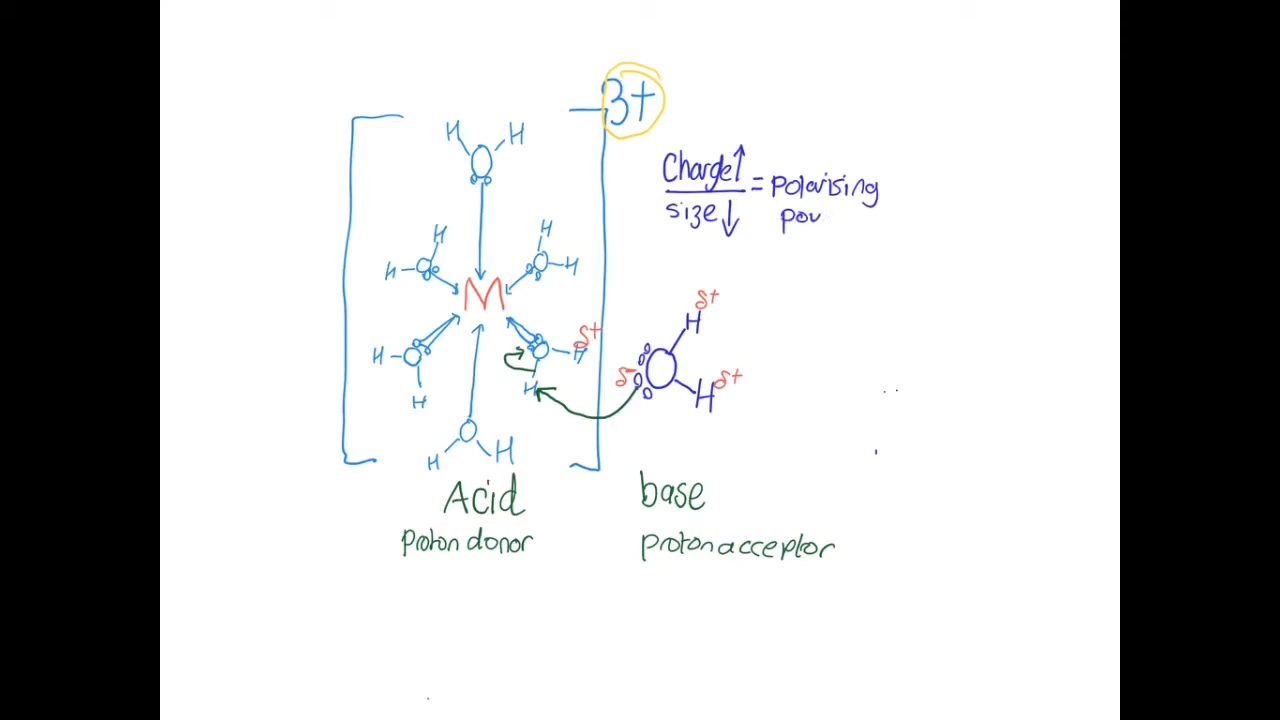 3+
H H
Charge↑
size↓
= Polarising
pow
H H
H O O H
M
δ+
H
δ+
H O O H
δ-
O
H δ+
H H
O
H H
Acid
base
proton donor
proton acceptor